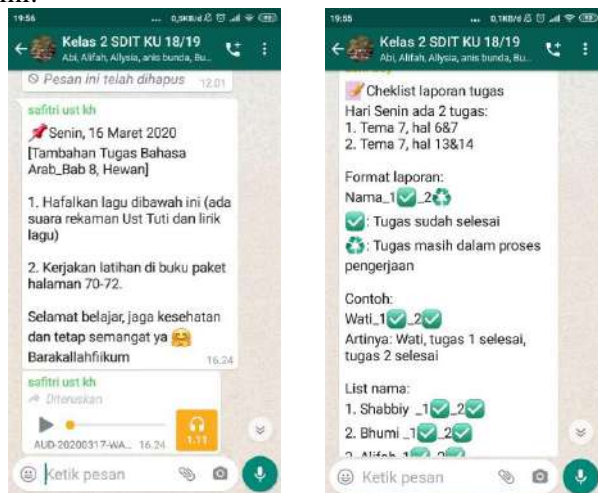 19:56
... 0,3KB/d
Kelas 2 SDIT KU 18/19
Abi, Alifah, Allysia, anis bunda, Bu...
Pesan ini telah dihapus 12.01
safitri ust kh
📌Senin, 16 Maret 2020
[Tambahan Tugas Bahasa
Arab_Bab 8, Hewan]
1. Hafalkan lagu dibawah ini (ada
suara rekaman Ust Tuti dan lirik
lagu)
2. Kerjakan latihan di buku paket
halaman 70-72.
Selamat belajar, jaga kesehatan
dan tetap semangat ya 🤗
Barakallahfiikum 16.24
safitri ust kh
Diteruskan
1.11
AUD-20200317-WA... 16.24
Ketik pesan
19:55
... 0,1KB/d
Kelas 2 SDIT KU 18/19
Abi, Alifah, Allysia, anis bunda, Bu...
📝Cheklist laporan tugas
Hari Senin ada 2 tugas:
1. Tema 7, hal 6&7
2. Tema 7, hal 13&14
Format laporan:
Nama_1✅_2♻️
✅: Tugas sudah selesai
♻️: Tugas masih dalam proses
pengerjaan
Contoh:
Wati_1✅_2✅
Artinya: Wati, tugas 1 selesai,
tugas 2 selesai
List nama:
1. Shabbiy _1✅_2✅
2. Bhumi _1✅_2✅
Ketik pesan